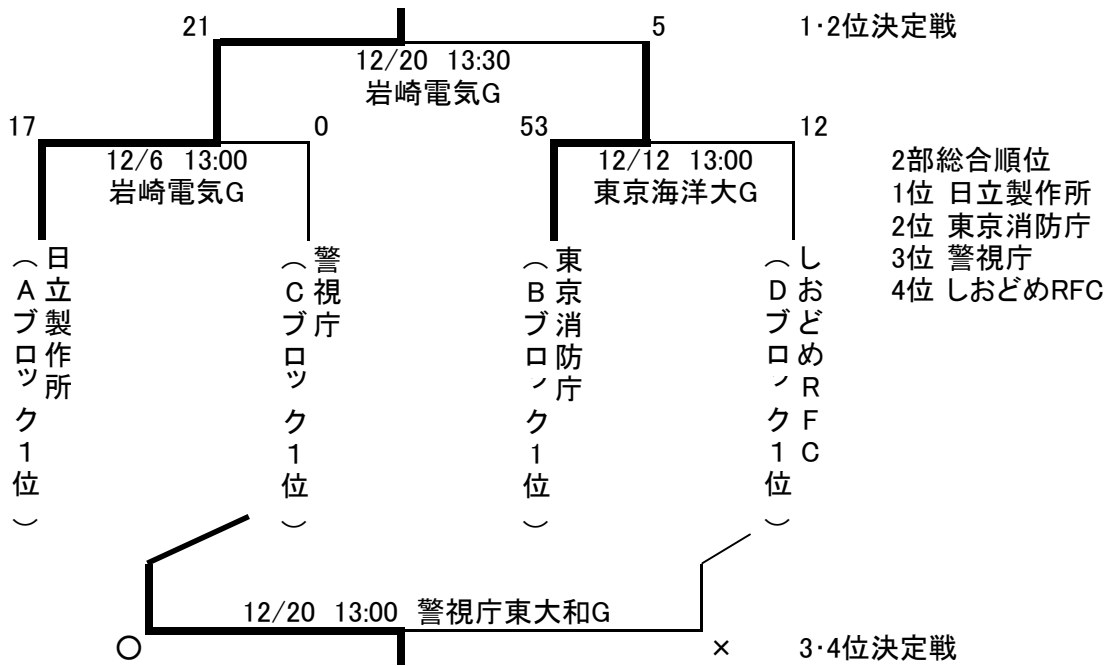 21
5
1・2位決定戦
12/20 13:30
岩崎電気G
17
0
53
12
12/6 13:00
岩崎電気G
12/12 13:00
東京海洋大G
2部総合順位
1位 日立製作所
2位 東京消防庁
3位 警視庁
4位 しおどめRFC
日立製作所
（Aブロック1位）
警視庁
（Cブロック1位）
東京消防庁
（Bブロック1位）
しおどめRFC
（Dブロック1位）
12/20 13:00 警視庁東大和G
○
×
3・4位決定戦